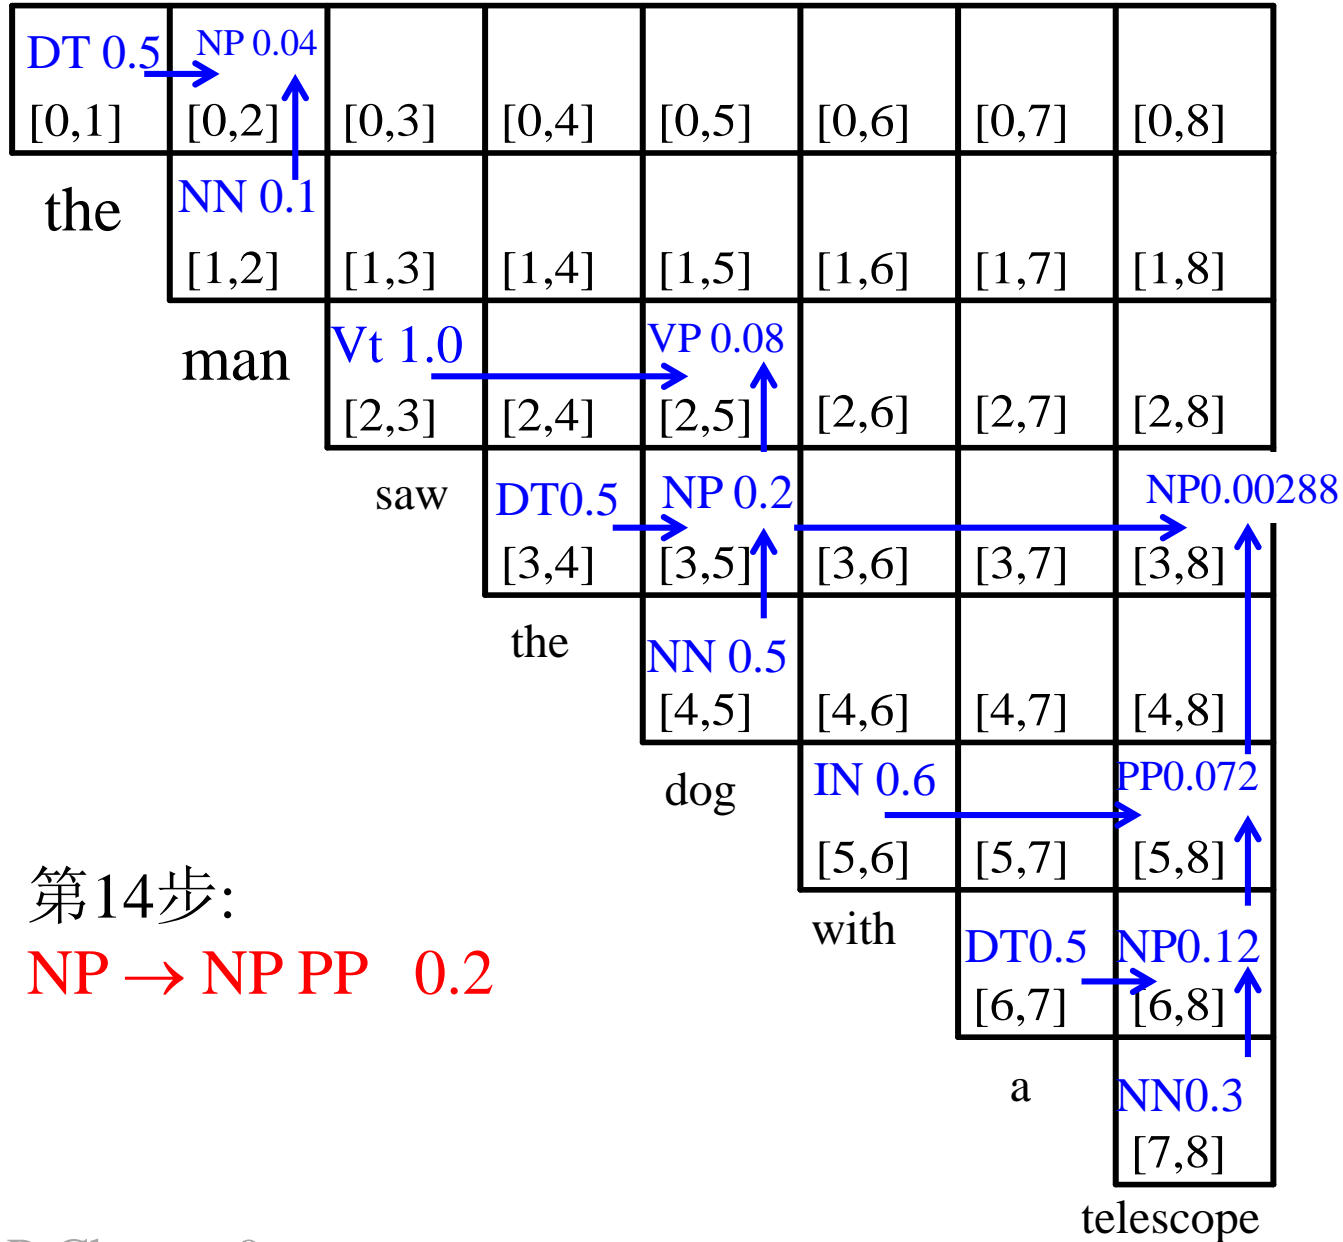 DT 0.5 NP 0.04
[0,1] [0,2] [0,3] [0,4] [0,5] [0,6] [0,7] [0,8]
the NN 0.1
[1,2] [1,3] [1,4] [1,5] [1,6] [1,7] [1,8]
man Vt 1.0 VP 0.08
[2,3] [2,4] [2,5] [2,6] [2,7] [2,8]
saw DT0.5 NP 0.2 NP0.00288
[3,4] [3,5] [3,6] [3,7] [3,8]
the NN 0.5
[4,5] [4,6] [4,7] [4,8]
dog IN 0.6 PP0.072
[5,6] [5,7] [5,8]
第14步:
with DT0.5 NP0.12
NP → NP PP 0.2
[6,7] [6,8]
a NN0.3
[7,8]
telescope